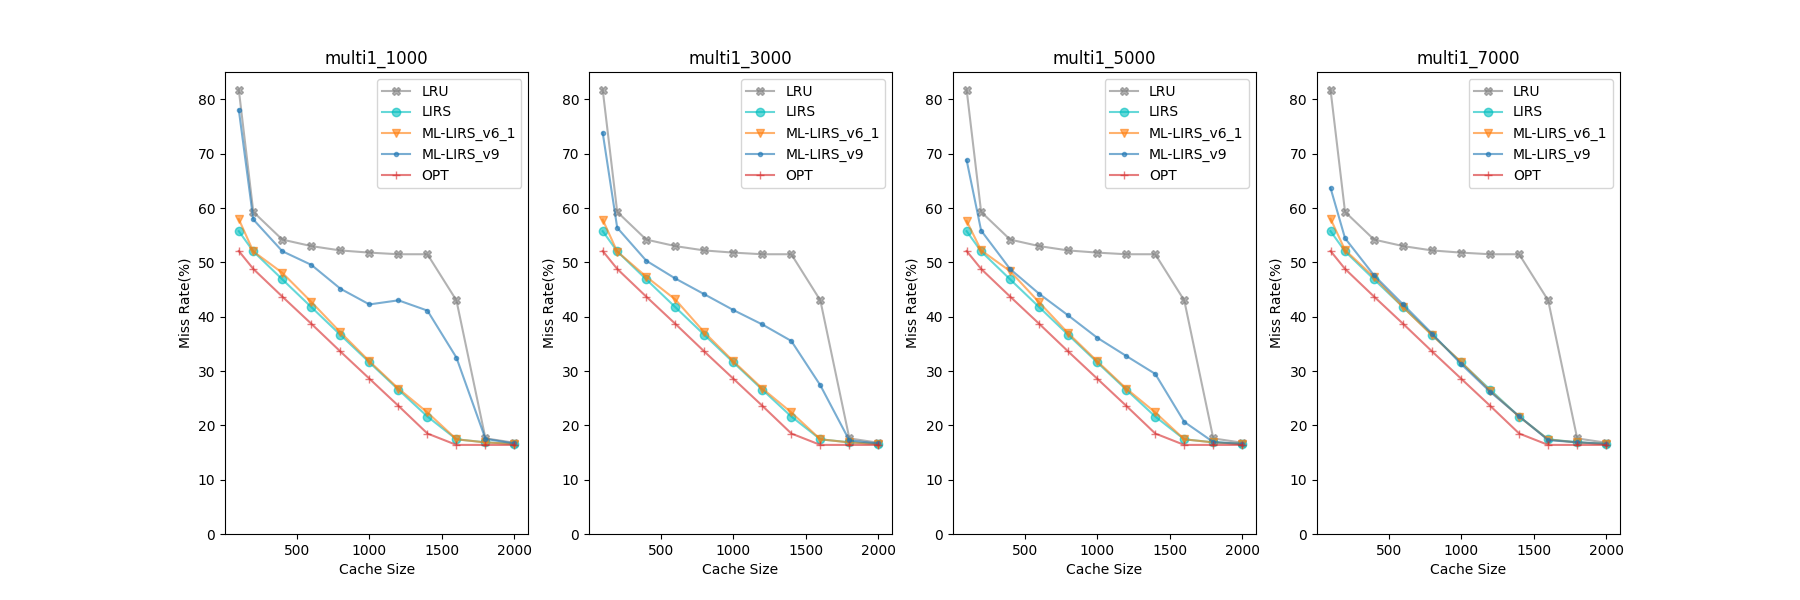 multi1_1000
Miss Rate(%)
80
70
60
50
40
30
20
10
0
500
1000
1500
2000
Cache Size
LRU
LIRS
ML-LIRS_v6_1
ML-LIRS_v9
OPT
multi1_3000
Miss Rate(%)
80
70
60
50
40
30
20
10
0
500
1000
1500
2000
Cache Size
LRU
LIRS
ML-LIRS_v6_1
ML-LIRS_v9
OPT
multi1_5000
Miss Rate(%)
80
70
60
50
40
30
20
10
0
500
1000
1500
2000
Cache Size
LRU
LIRS
ML-LIRS_v6_1
ML-LIRS_v9
OPT
multi1_7000
Miss Rate(%)
80
70
60
50
40
30
20
10
0
500
1000
1500
2000
Cache Size
LRU
LIRS
ML-LIRS_v6_1
ML-LIRS_v9
OPT